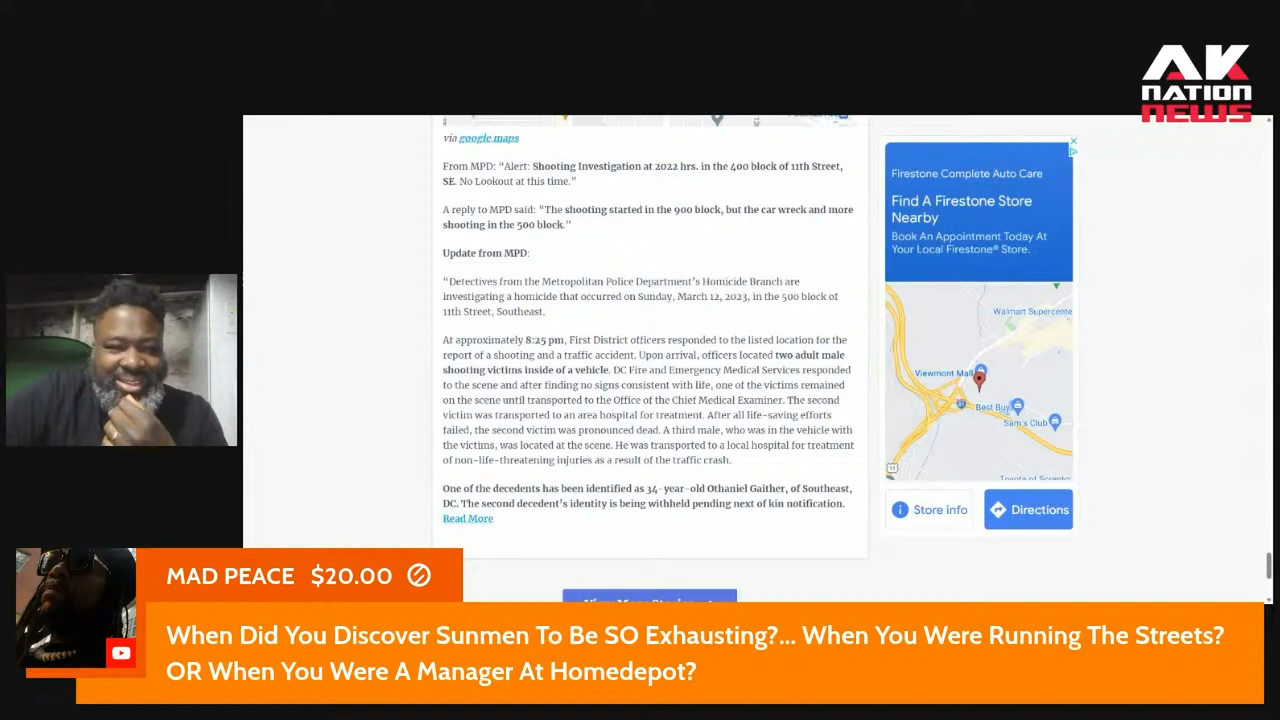 AK
NATION
NEWS
via google maps
From MPD: “Alert: Shooting Investigation at 2022 hrs. in the 400 block of 11th Street,
SE. No Lookout at this time.”
A reply to MPD said: “The shooting started in the 900 block, but the car wreck and more
shooting in the 500 block.”
Update from MPD:
“Detectives from the Metropolitan Police Department’s Homicide Branch are
investigating a homicide that occurred on Sunday, March 12, 2023, in the 500 block of
11th Street, Southeast.
At approximately 8:25 pm, First District officers responded to the listed location for the
report of a shooting and a traffic accident. Upon arrival, officers located two adult male
shooting victims inside of a vehicle. DC Fire and Emergency Medical Services responded
to the scene and after finding no signs consistent with life, one of the victims remained
on the scene until transported to the Office of the Chief Medical Examiner. The second
victim was transported to an area hospital for treatment. After all life-saving efforts
failed, the second victim was pronounced dead. A third male, who was in the vehicle with
the victims, was located at the scene. He was transported to a local hospital for treatment
of non-life-threatening injuries as a result of the traffic crash.
One of the decedents has been identified as 34-year-old Othaniel Gaither, of Southeast,
DC. The second decedent’s identity is being withheld pending next of kin notification.
Read More
Firestone Complete Auto Care
Find A Firestone Store
Nearby
Book An Appointment Today At
Your Local Firestone® Store.
Walmart Supercente
Viewmont Mall
Best Buy
Sam's Club
11
Toyota of Scranto
Store info
Directions
MAD PEACE $20.00
When Did You Discover Sunmen To Be SO Exhausting?... When You Were Running The Streets?
OR When You Were A Manager At Homedepot?